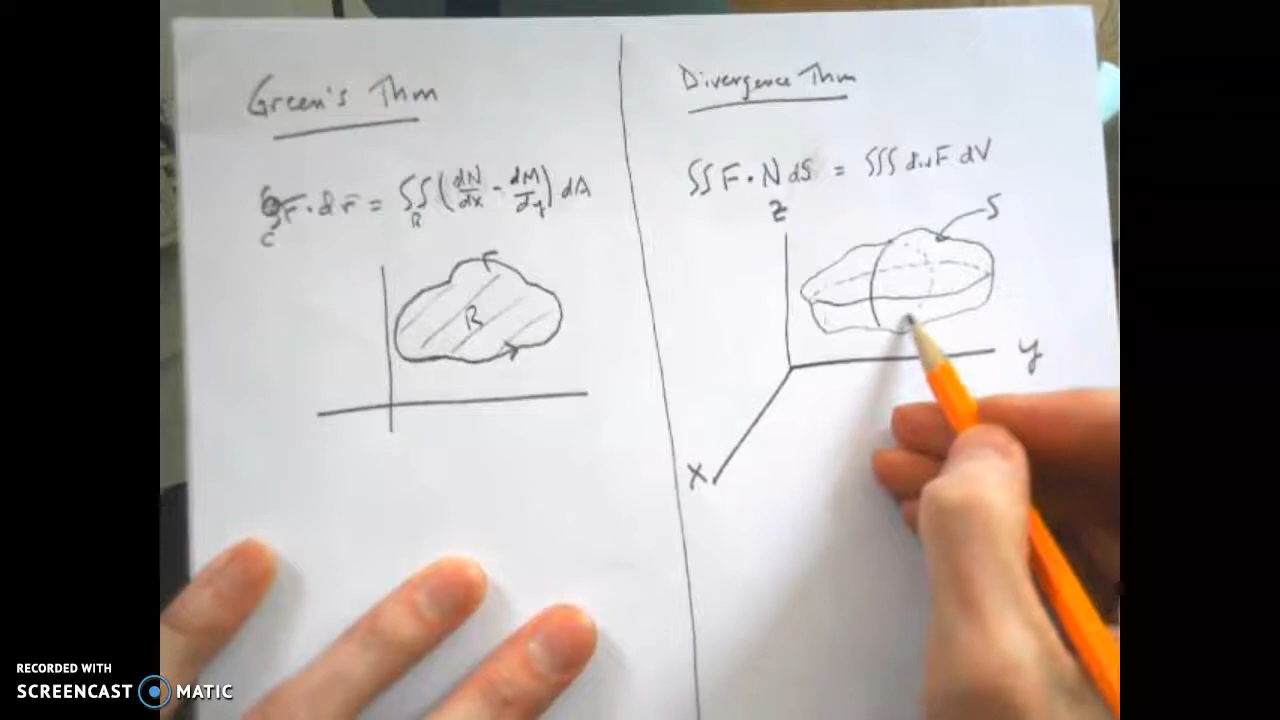 Green's Thm
∮F·dr̄ = ∬(dN/dx - dM/dy)dA
C
R
R
Divergence Thm
∬F·N dS = ∭div F dV
z
S
y
X
RECORDED WITH
SCREENCAST MATIC